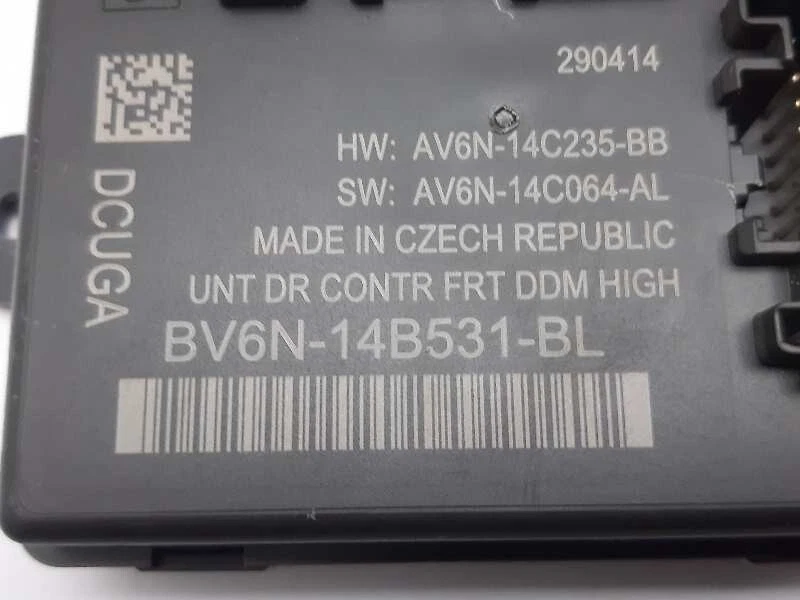 290414
HW: AV6N-14C235-BB
SW: AV6N-14C064-AL
MADE IN CZECH REPUBLIC
UNT DR CONTR FRT DDM HIGH
BV6N-14B531-BL
DCUGA